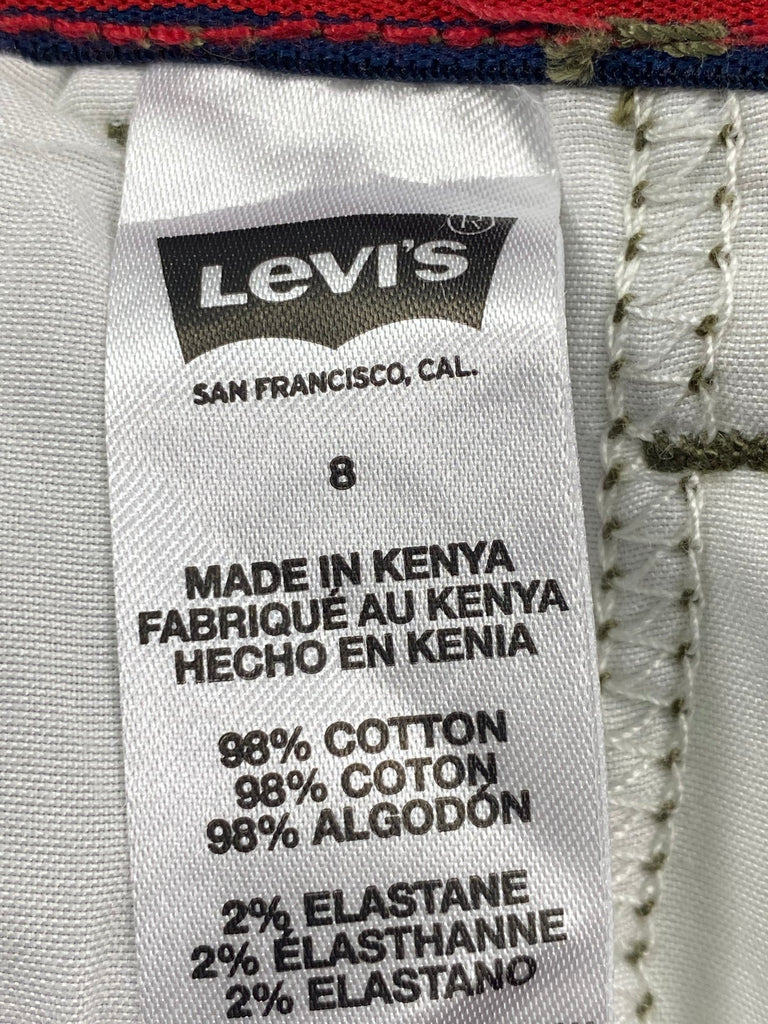 LEVI'S ®
SAN FRANCISCO, CAL.
8
MADE IN KENYA
FABRIQUÉ AU KENYA
HECHO EN KENIA
98% COTTON
98% COTON
98% ALGODÓN
2% ELASTANE
2% ÉLASTHANNE
2% ELASTANO